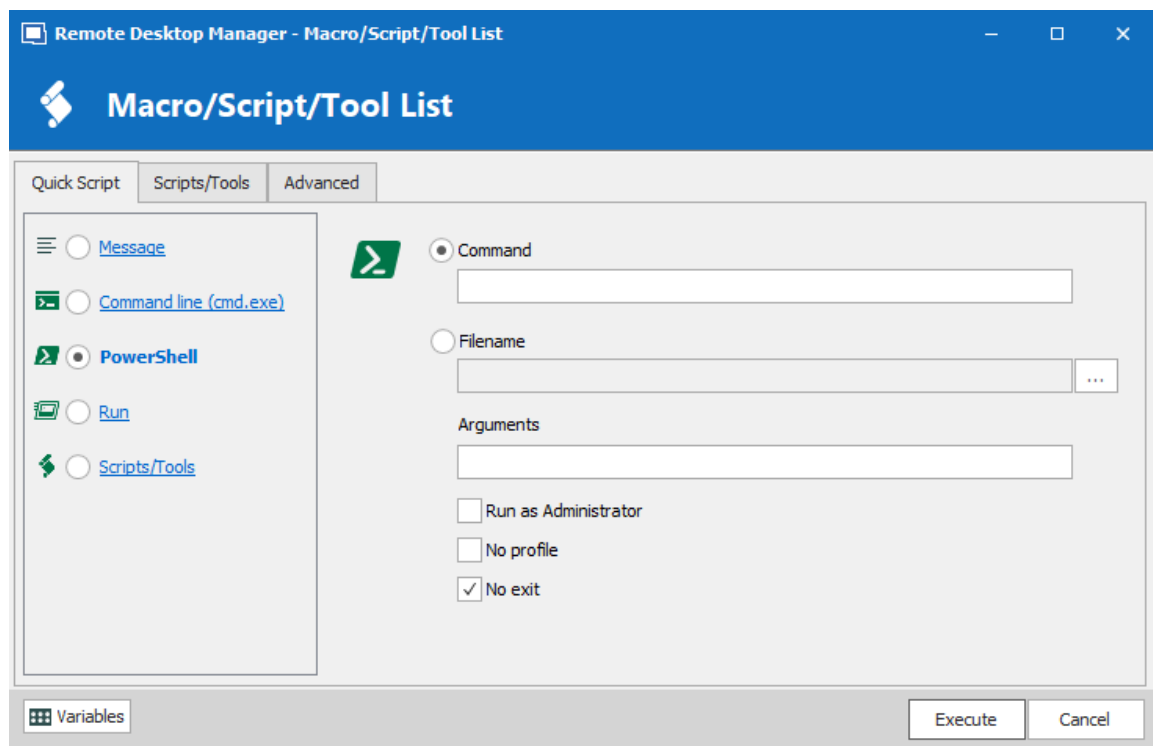 Remote Desktop Manager - Macro/Script/Tool List
Macro/Script/Tool List
Quick Script Scripts/Tools Advanced
Message
Command line (cmd.exe)
PowerShell
Run
Scripts/Tools
Command
Filename
...
Arguments
Run as Administrator
No profile
No exit
Variables
Execute Cancel